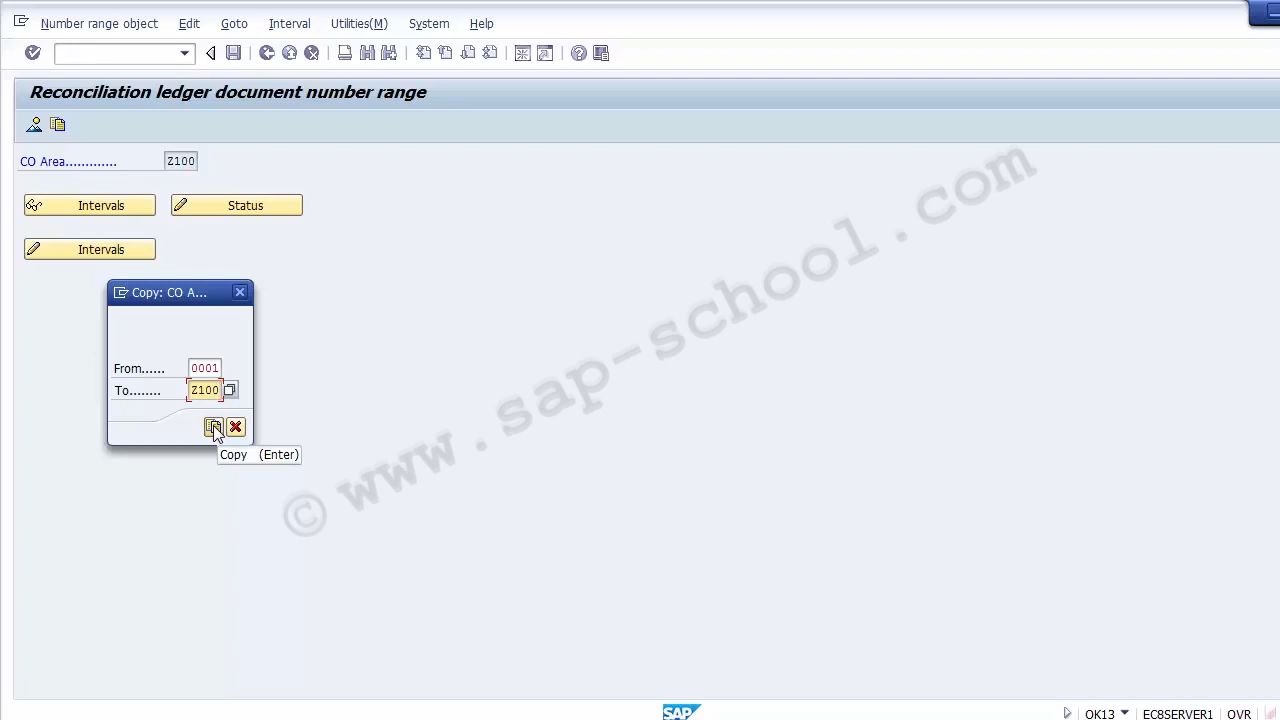 Number range object Edit Goto Interval Utilities(M) System Help
Reconciliation ledger document number range
CO Area............. Z100
Intervals Status
Intervals
Copy: CO A...
From...... 0001
To........ Z100
Copy (Enter)
© www.sap-school.com
SAP OK13 EC8SERVER1 OVR